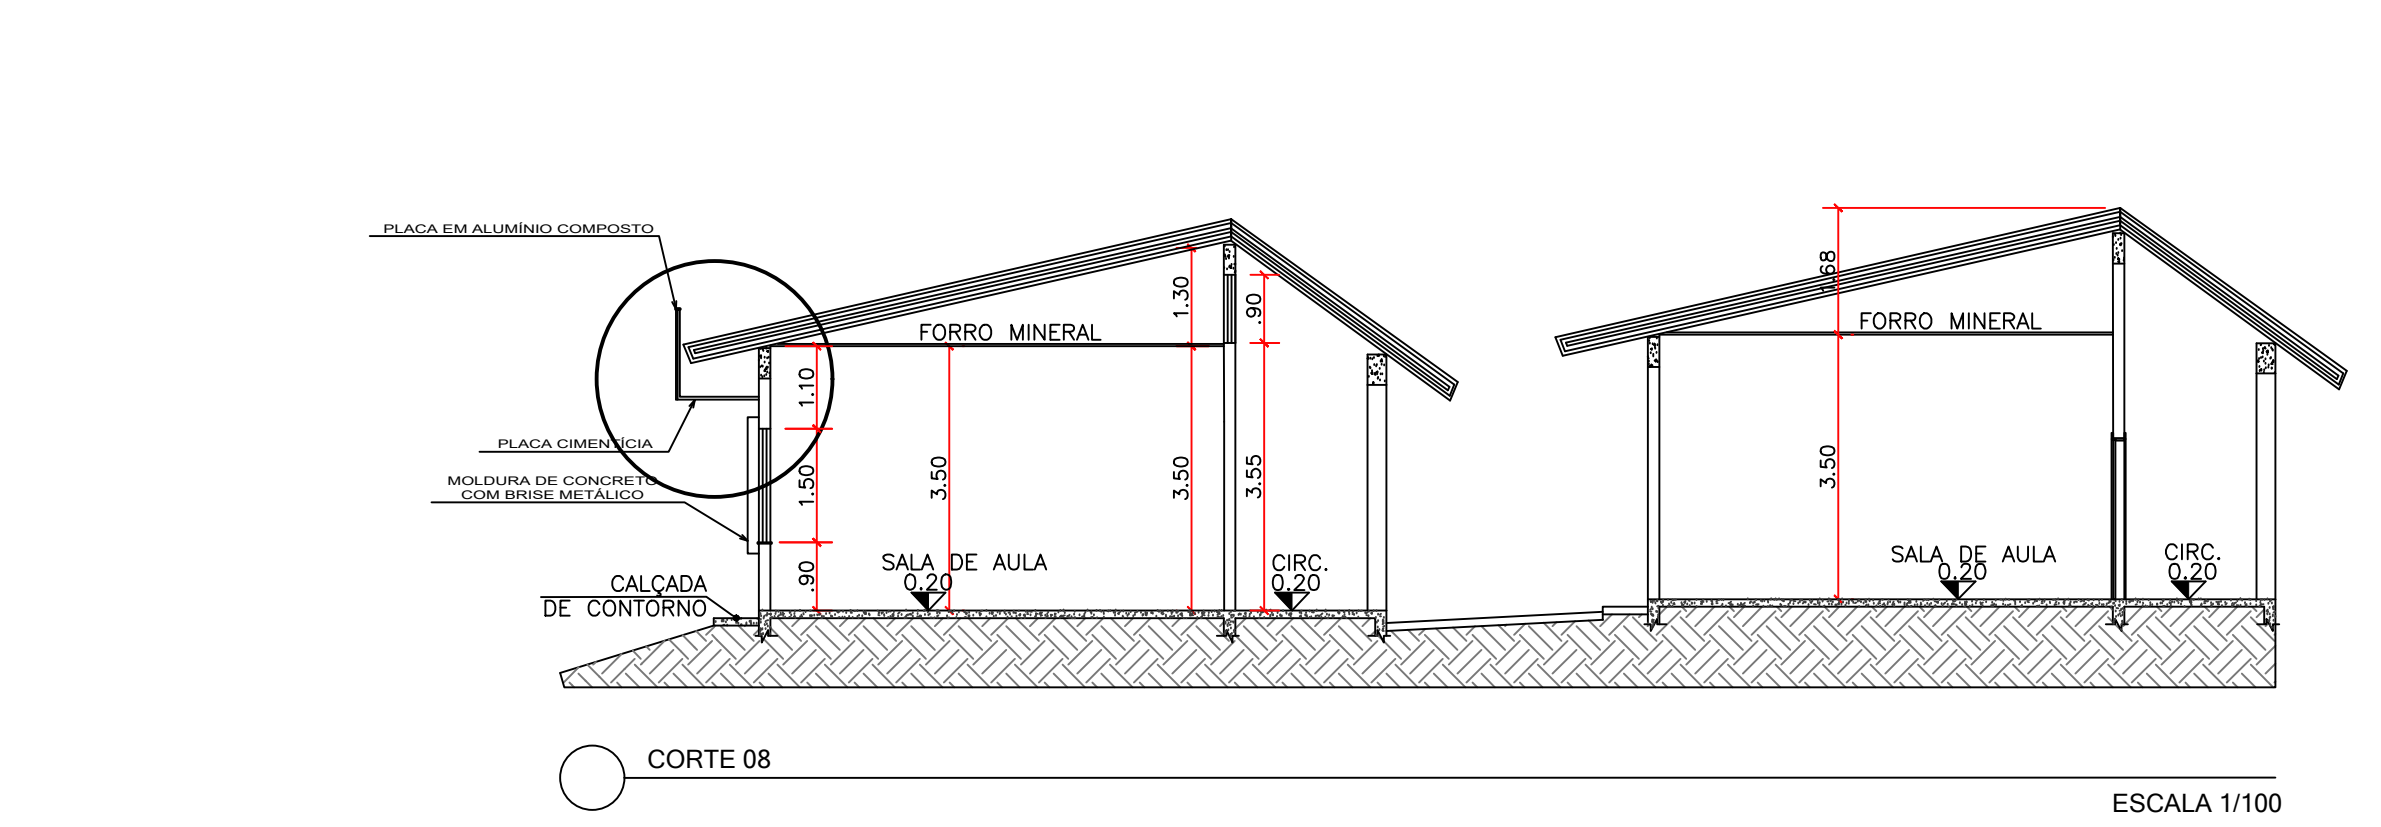 PLACA EM ALUMÍNIO COMPOSTO
FORRO MINERAL
1.30
.90
1.10
PLACA CIMENTÍCIA
MOLDURA DE CONCRETO
COM BRISE METÁLICO
1.50
3.50
3.50
3.55
SALA DE AULA
0.20
CIRC.
0.20
.90
CALÇADA
DE CONTORNO
FORRO MINERAL
3.50
SALA DE AULA
0.20
CIRC.
0.20
CORTE 08
ESCALA 1/100